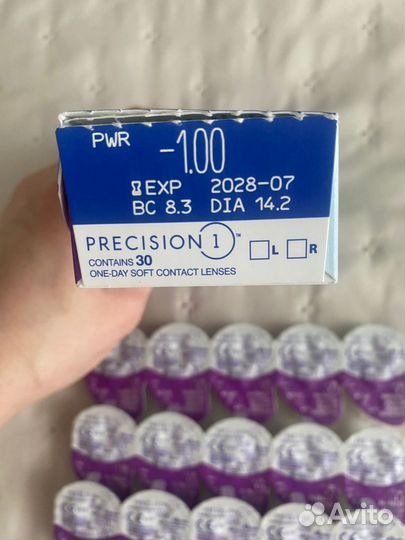 PWR -1.00
EXP 2028-07
BC 8.3 DIA 14.2
PRECISION 1™
L R
CONTAINS 30
ONE-DAY SOFT CONTACT LENSES
Avito